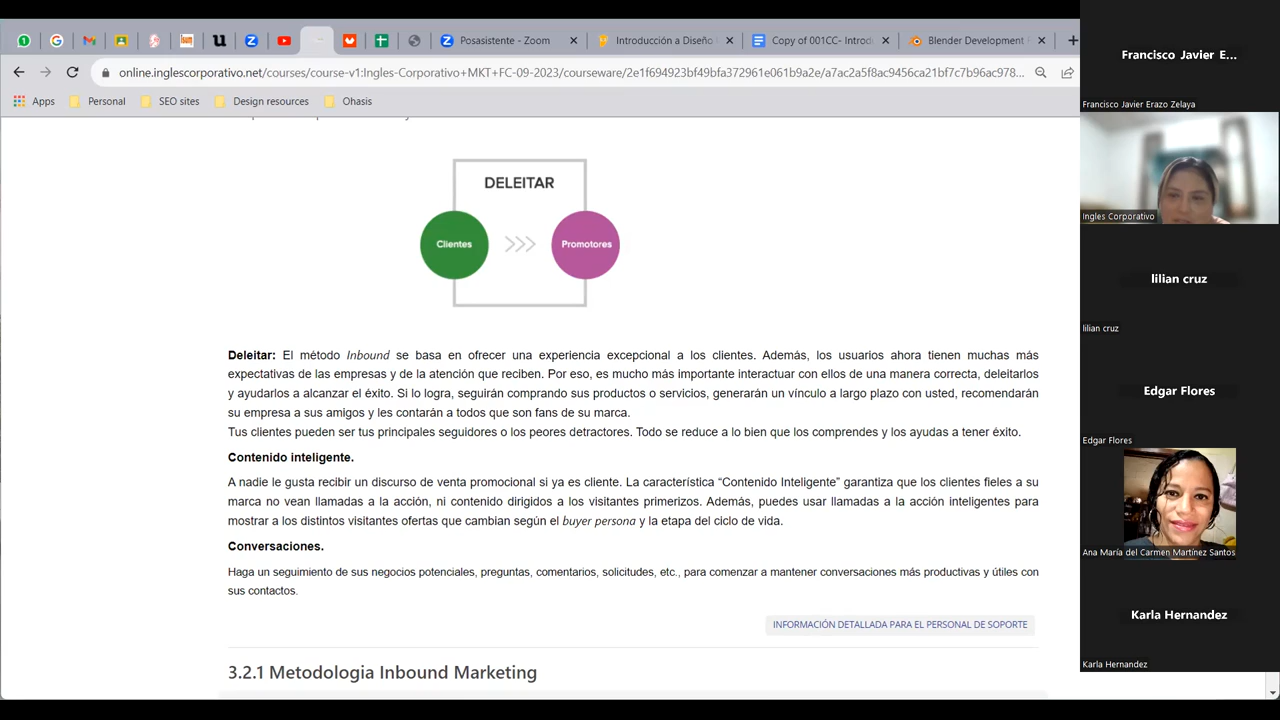 Posasistente - Zoom
Introducción a Diseño
Copy of 001CC- Introd
Blender Development
online.inglescorporativo.net/courses/course-v1:Ingles-Corporativo+MKT+FC-09-2023/courseware/2e1f694923bf49bfa372961e061b9a2e/a7ac2a5f8ac9456ca21bf7c7b96ac978...
Apps
Personal
SEO sites
Design resources
Ohasis
DELEITAR
Clientes
Promotores
Deleitar: El método Inbound se basa en ofrecer una experiencia excepcional a los clientes. Además, los usuarios ahora tienen muchas más
expectativas de las empresas y de la atención que reciben. Por eso, es mucho más importante interactuar con ellos de una manera correcta, deleitarlos
y ayudarlos a alcanzar el éxito. Si lo logra, seguirán comprando sus productos o servicios, generarán un vínculo a largo plazo con usted, recomendarán
su empresa a sus amigos y les contarán a todos que son fans de su marca.
Tus clientes pueden ser tus principales seguidores o los peores detractores. Todo se reduce a lo bien que los comprendes y los ayudas a tener éxito.
Contenido inteligente.
A nadie le gusta recibir un discurso de venta promocional si ya es cliente. La característica “Contenido Inteligente” garantiza que los clientes fieles a su
marca no vean llamadas a la acción, ni contenido dirigidos a los visitantes primerizos. Además, puedes usar llamadas a la acción inteligentes para
mostrar a los distintos visitantes ofertas que cambian según el buyer persona y la etapa del ciclo de vida.
Conversaciones.
Haga un seguimiento de sus negocios potenciales, preguntas, comentarios, solicitudes, etc., para comenzar a mantener conversaciones más productivas y útiles con
sus contactos.
INFORMACIÓN DETALLADA PARA EL PERSONAL DE SOPORTE
3.2.1 Metodologia Inbound Marketing
Francisco Javier E...
Francisco Javier Erazo Zelaya
Ingles Corporativo
lilian cruz
lilian cruz
Edgar Flores
Edgar Flores
Ana María del Carmen Martínez Santos
Karla Hernandez
Karla Hernandez